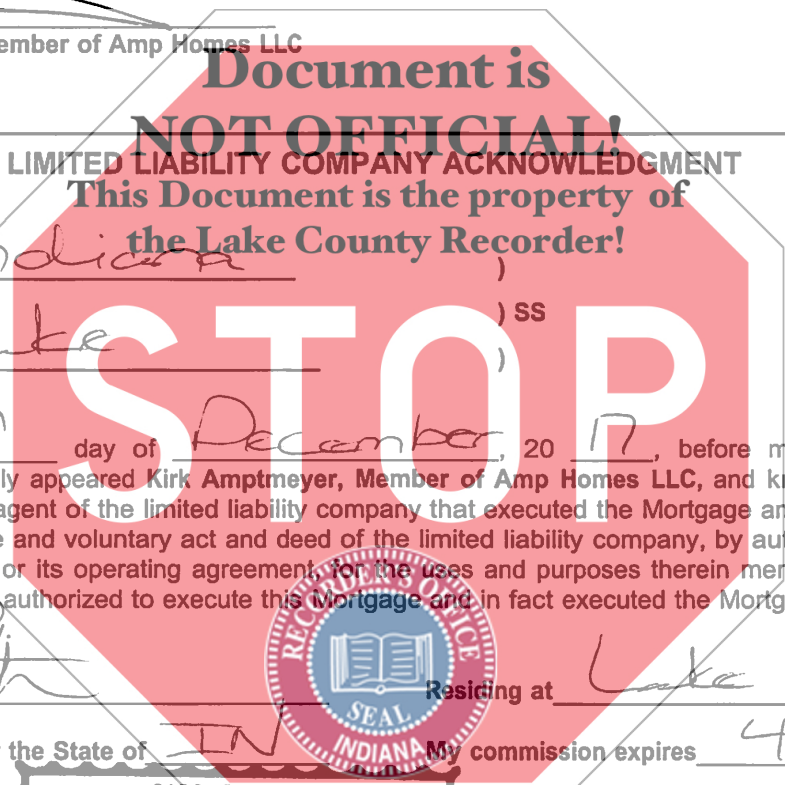 ember of Amp Homes LLC
Document is
NOT OFFICIAL!
LIMITED LIABILITY COMPANY ACKNOWLEDGMENT
This Document is the property of
the Lake County Recorder!
ndiana )
) SS
ake )
STOP
day of December, 20 17, before m
ly appeared Kirk Amptmeyer, Member of Amp Homes LLC, and kn
agent of the limited liability company that executed the Mortgage an
e and voluntary act and deed of the limited liability company, by aut
or its operating agreement, for the uses and purposes therein men
authorized to execute this Mortgage and in fact executed the Mortg
RECORDER'S OFFICE
SEAL
INDIANA
Residing at Lake
the State of IN My commission expires 4